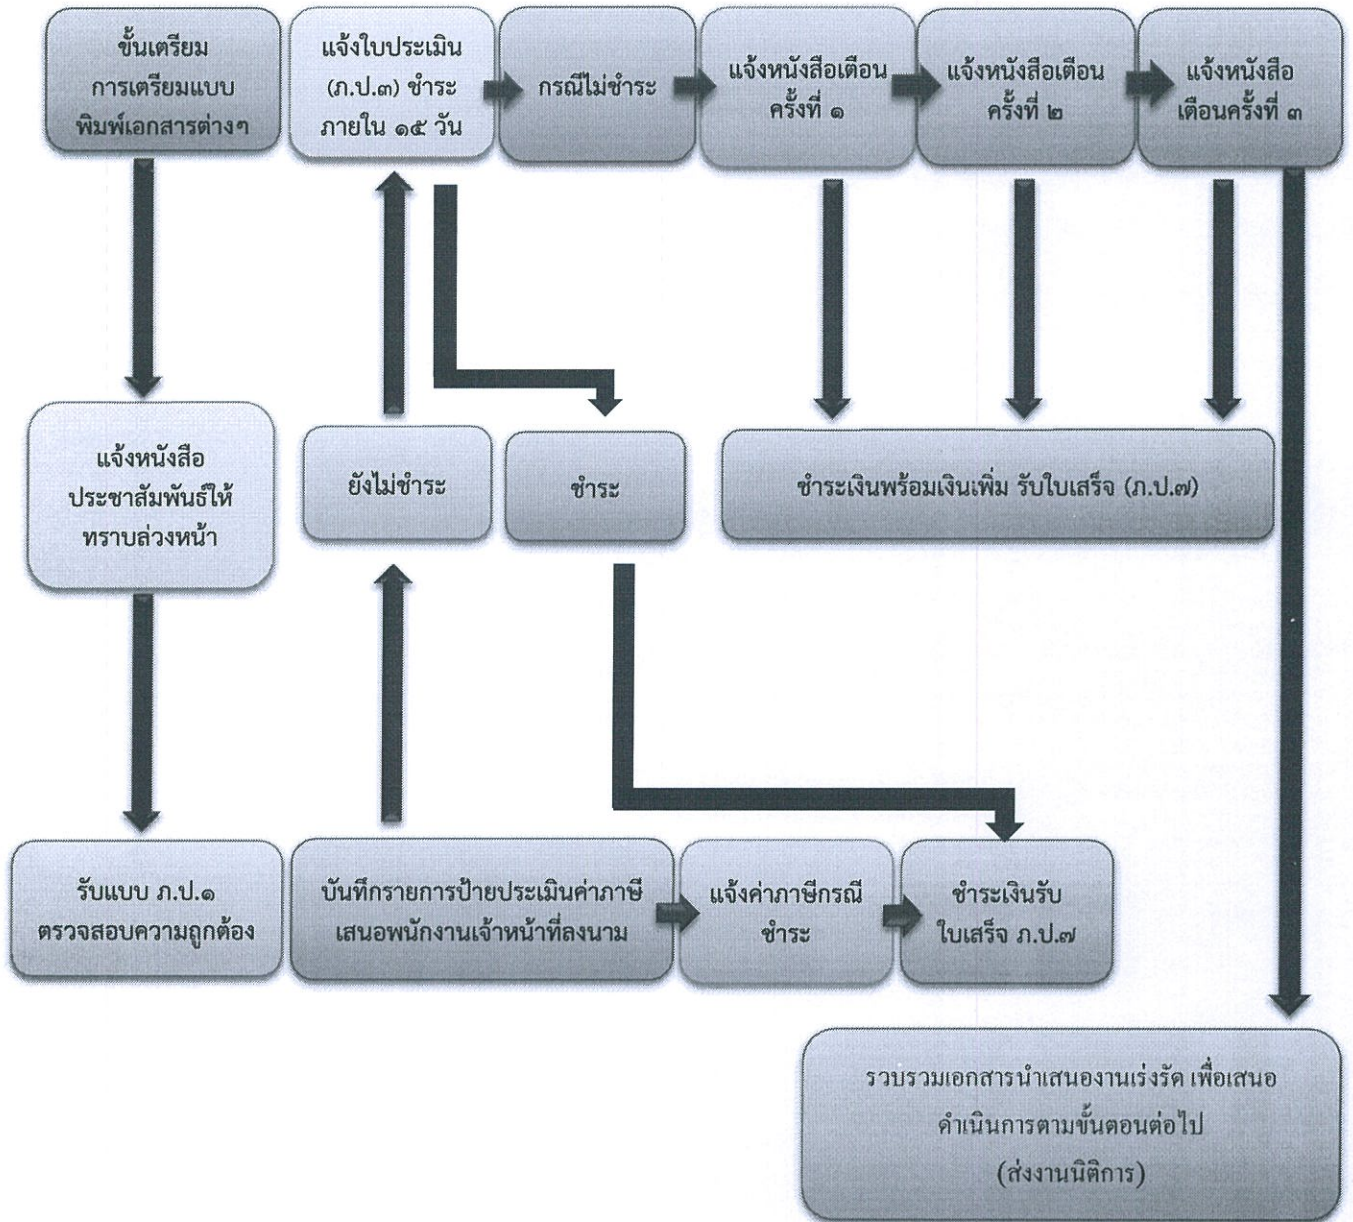 ขั้นเตรียม
การเตรียมแบบ
พิมพ์เอกสารต่างๆ
แจ้งใบประเมิน
(ภ.ป.๓) ชำระ
ภายใน ๑๕ วัน
กรณีไม่ชำระ
แจ้งหนังสือเตือน
ครั้งที่ ๑
แจ้งหนังสือเตือน
ครั้งที่ ๒
แจ้งหนังสือ
เตือนครั้งที่ ๓
แจ้งหนังสือ
ประชาสัมพันธ์ให้
ทราบล่วงหน้า
ยังไม่ชำระ
ชำระ
ชำระเงินพร้อมเงินเพิ่ม รับใบเสร็จ (ภ.ป.๗)
รับแบบ ภ.ป.๑
ตรวจสอบความถูกต้อง
บันทึกรายการป้ายประเมินค่าภาษี
เสนอพนักงานเจ้าหน้าที่ลงนาม
แจ้งค่าภาษีกรณี
ชำระ
ชำระเงินรับ
ใบเสร็จ ภ.ป.๗
รวบรวมเอกสารนำเสนองานเร่งรัด เพื่อเสนอ
ดำเนินการตามขั้นตอนต่อไป
(ส่งงานนิติการ)